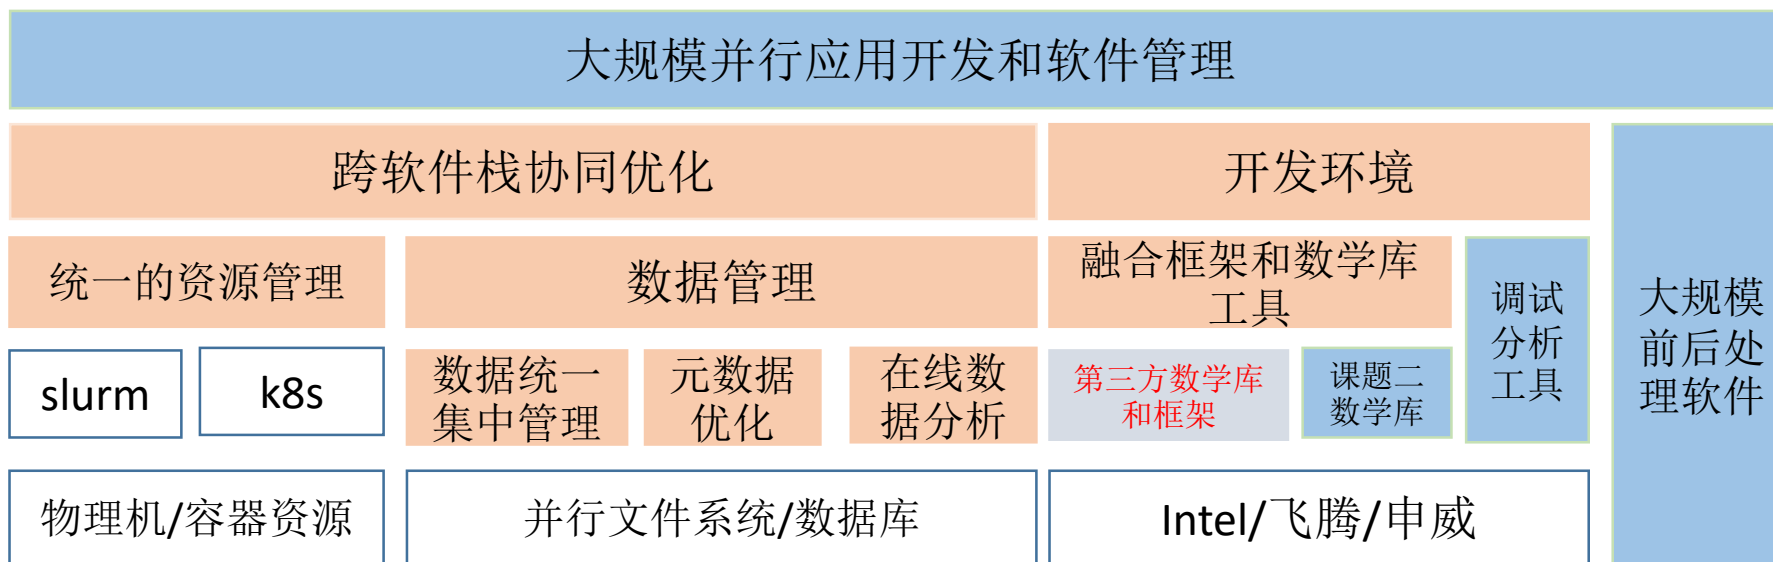 大规模并行应用开发和软件管理
跨软件栈协同优化
开发环境
统一的资源管理
数据管理
融合框架和数学库
工具
调试
分析
工具
大规模
前后处
理软件
slurm
k8s
数据统一
集中管理
元数据
优化
在线数
据分析
第三方数学库
和框架
课题二
数学库
物理机/容器资源
并行文件系统/数据库
Intel/飞腾/申威